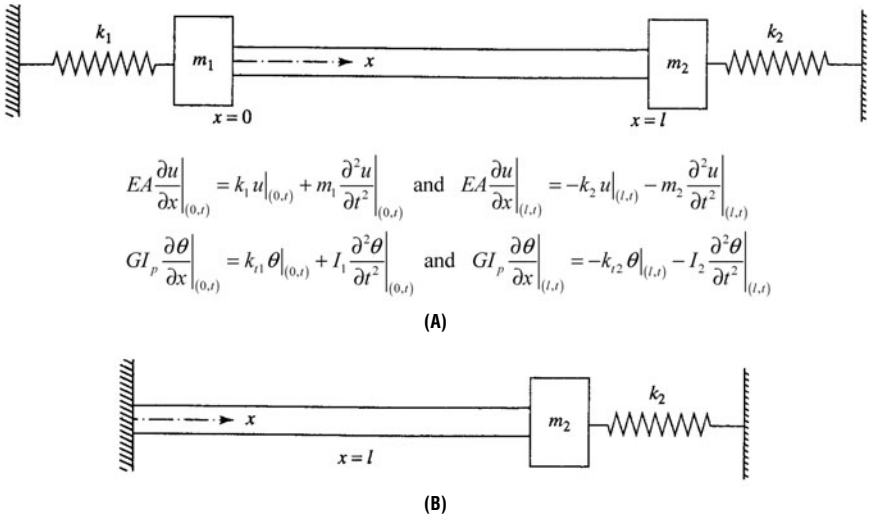 k₁ k₂
m₁ x m₂
x = 0 x = l
EA ∂u/∂x|₍₀,ₜ₎ = k₁ u|₍₀,ₜ₎ + m₁ ∂²u/∂t²|₍₀,ₜ₎ and EA ∂u/∂x|₍ₗ,ₜ₎ = −k₂ u|₍ₗ,ₜ₎ − m₂ ∂²u/∂t²|₍ₗ,ₜ₎
GIₚ ∂θ/∂x|₍₀,ₜ₎ = kₜ₁ θ|₍₀,ₜ₎ + I₁ ∂²θ/∂t²|₍₀,ₜ₎ and GIₚ ∂θ/∂x|₍ₗ,ₜ₎ = −kₜ₂ θ|₍ₗ,ₜ₎ − I₂ ∂²θ/∂t²|₍ₗ,ₜ₎
(A)
k₂
x m₂
x = l
(B)